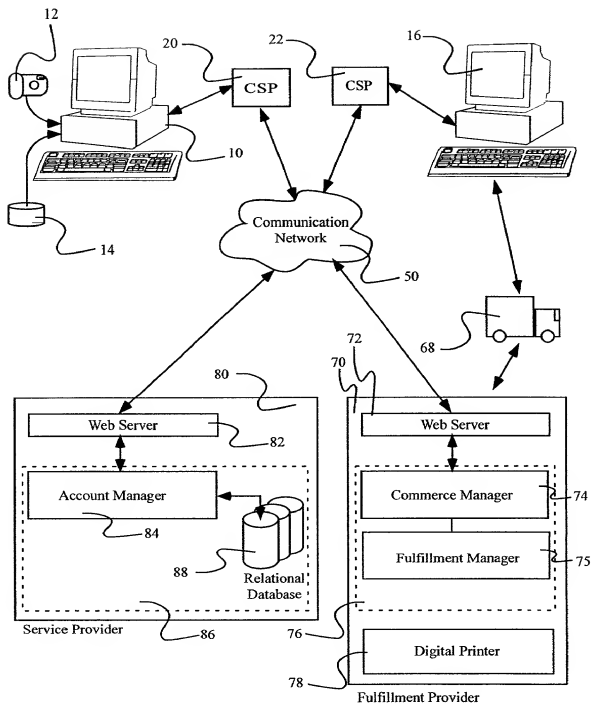 12
20
CSP
22
CSP
16
10
14
Communication
Network
50
68
80
70
72
Web Server
82
Web Server
Account Manager
84
88
Relational
Database
Commerce Manager
74
Fulfillment Manager
75
Service Provider
86
76
78
Digital Printer
Fulfillment Provider